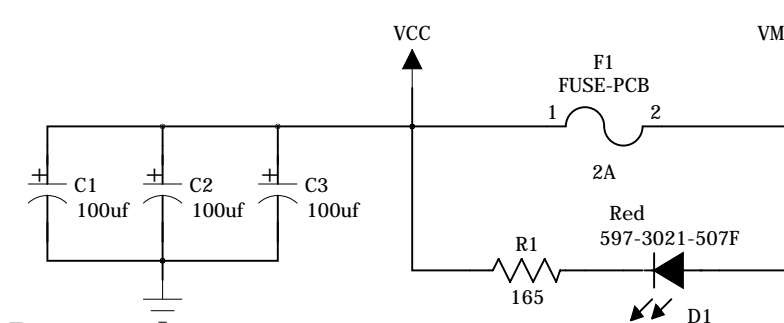 VCC
VM
F1
FUSE-PCB
1
2
2A
C1
100uf
C2
100uf
C3
100uf
Red
597-3021-507F
R1
165
D1